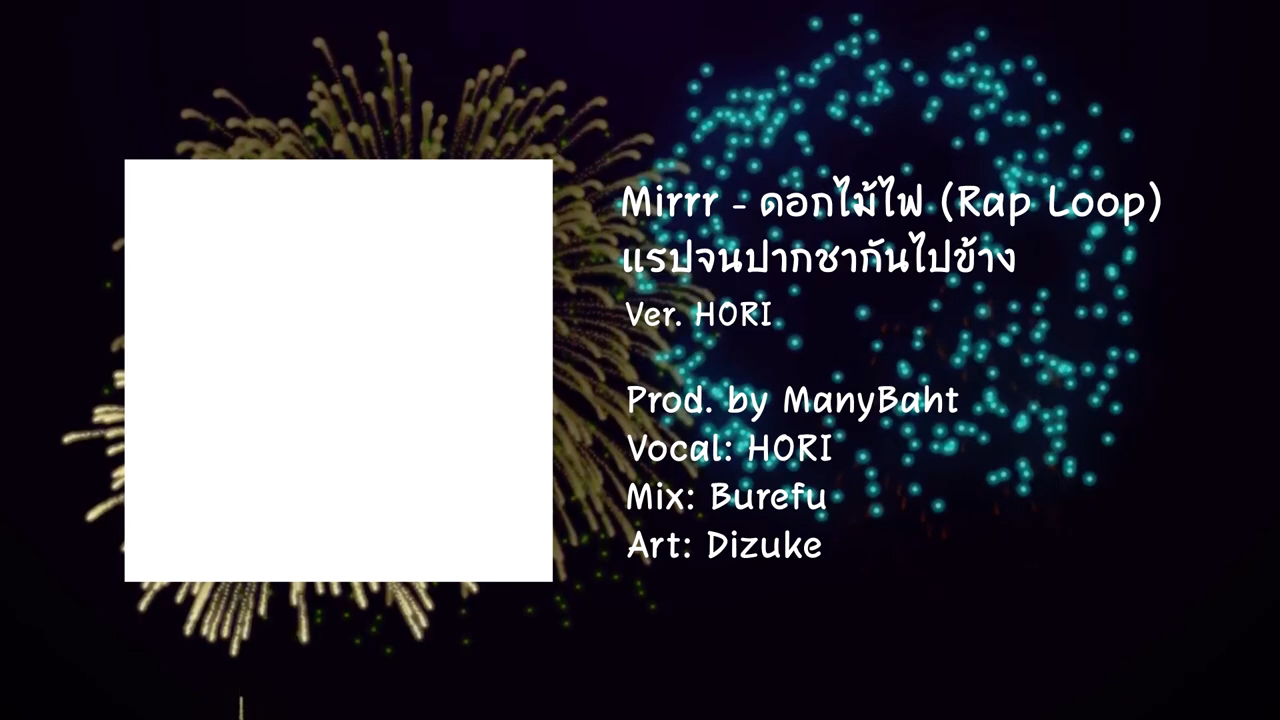 Mirrr - ดอกไม้ไฟ (Rap Loop)
แรปจนปากชากันไปข้าง
Ver. HORI
Prod. by ManyBaht
Vocal: HORI
Mix: Burefu
Art: Dizuke